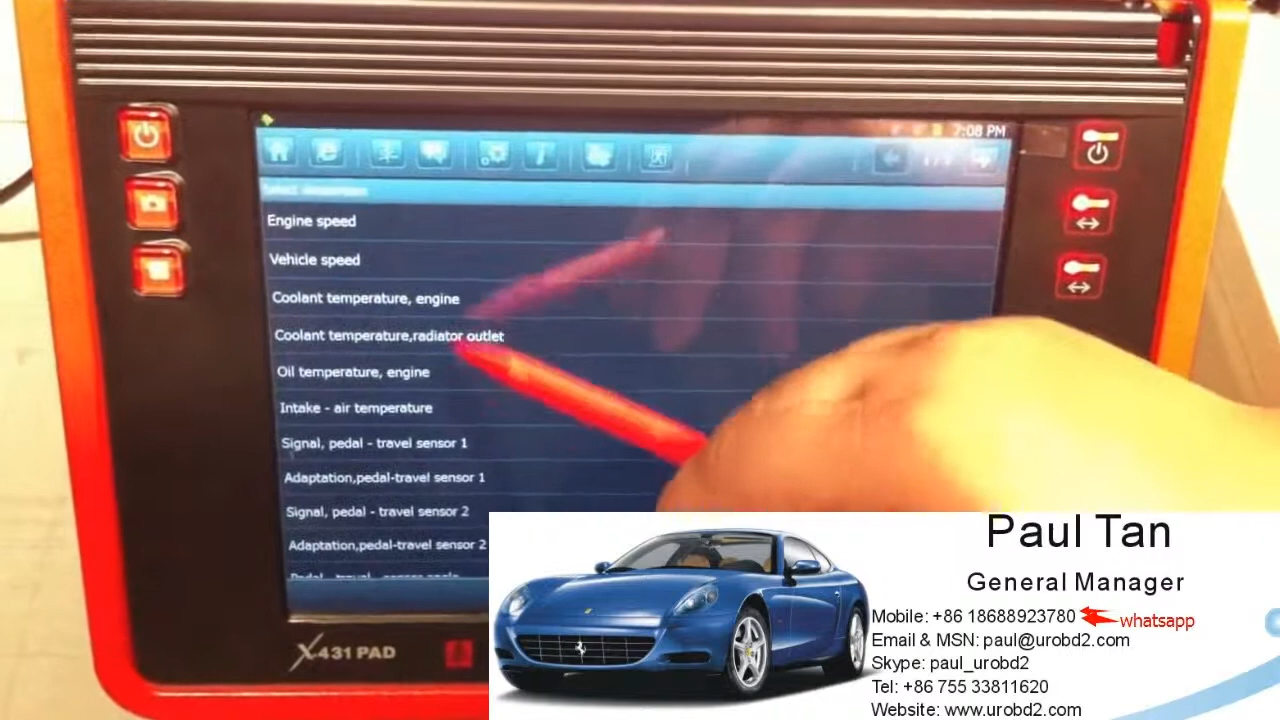 7:08 PM
Engine speed
Vehicle speed
Coolant temperature, engine
Coolant temperature,radiator outlet
Oil temperature, engine
Intake - air temperature
Signal, pedal - travel sensor 1
Adaptation,pedal-travel sensor 1
Signal, pedal - travel sensor 2
Adaptation,pedal-travel sensor 2
X-431 PAD
Paul Tan
General Manager
Mobile: +86 18688923780 whatsapp
Email & MSN: paul@urobd2.com
Skype: paul_urobd2
Tel: +86 755 33811620
Website: www.urobd2.com